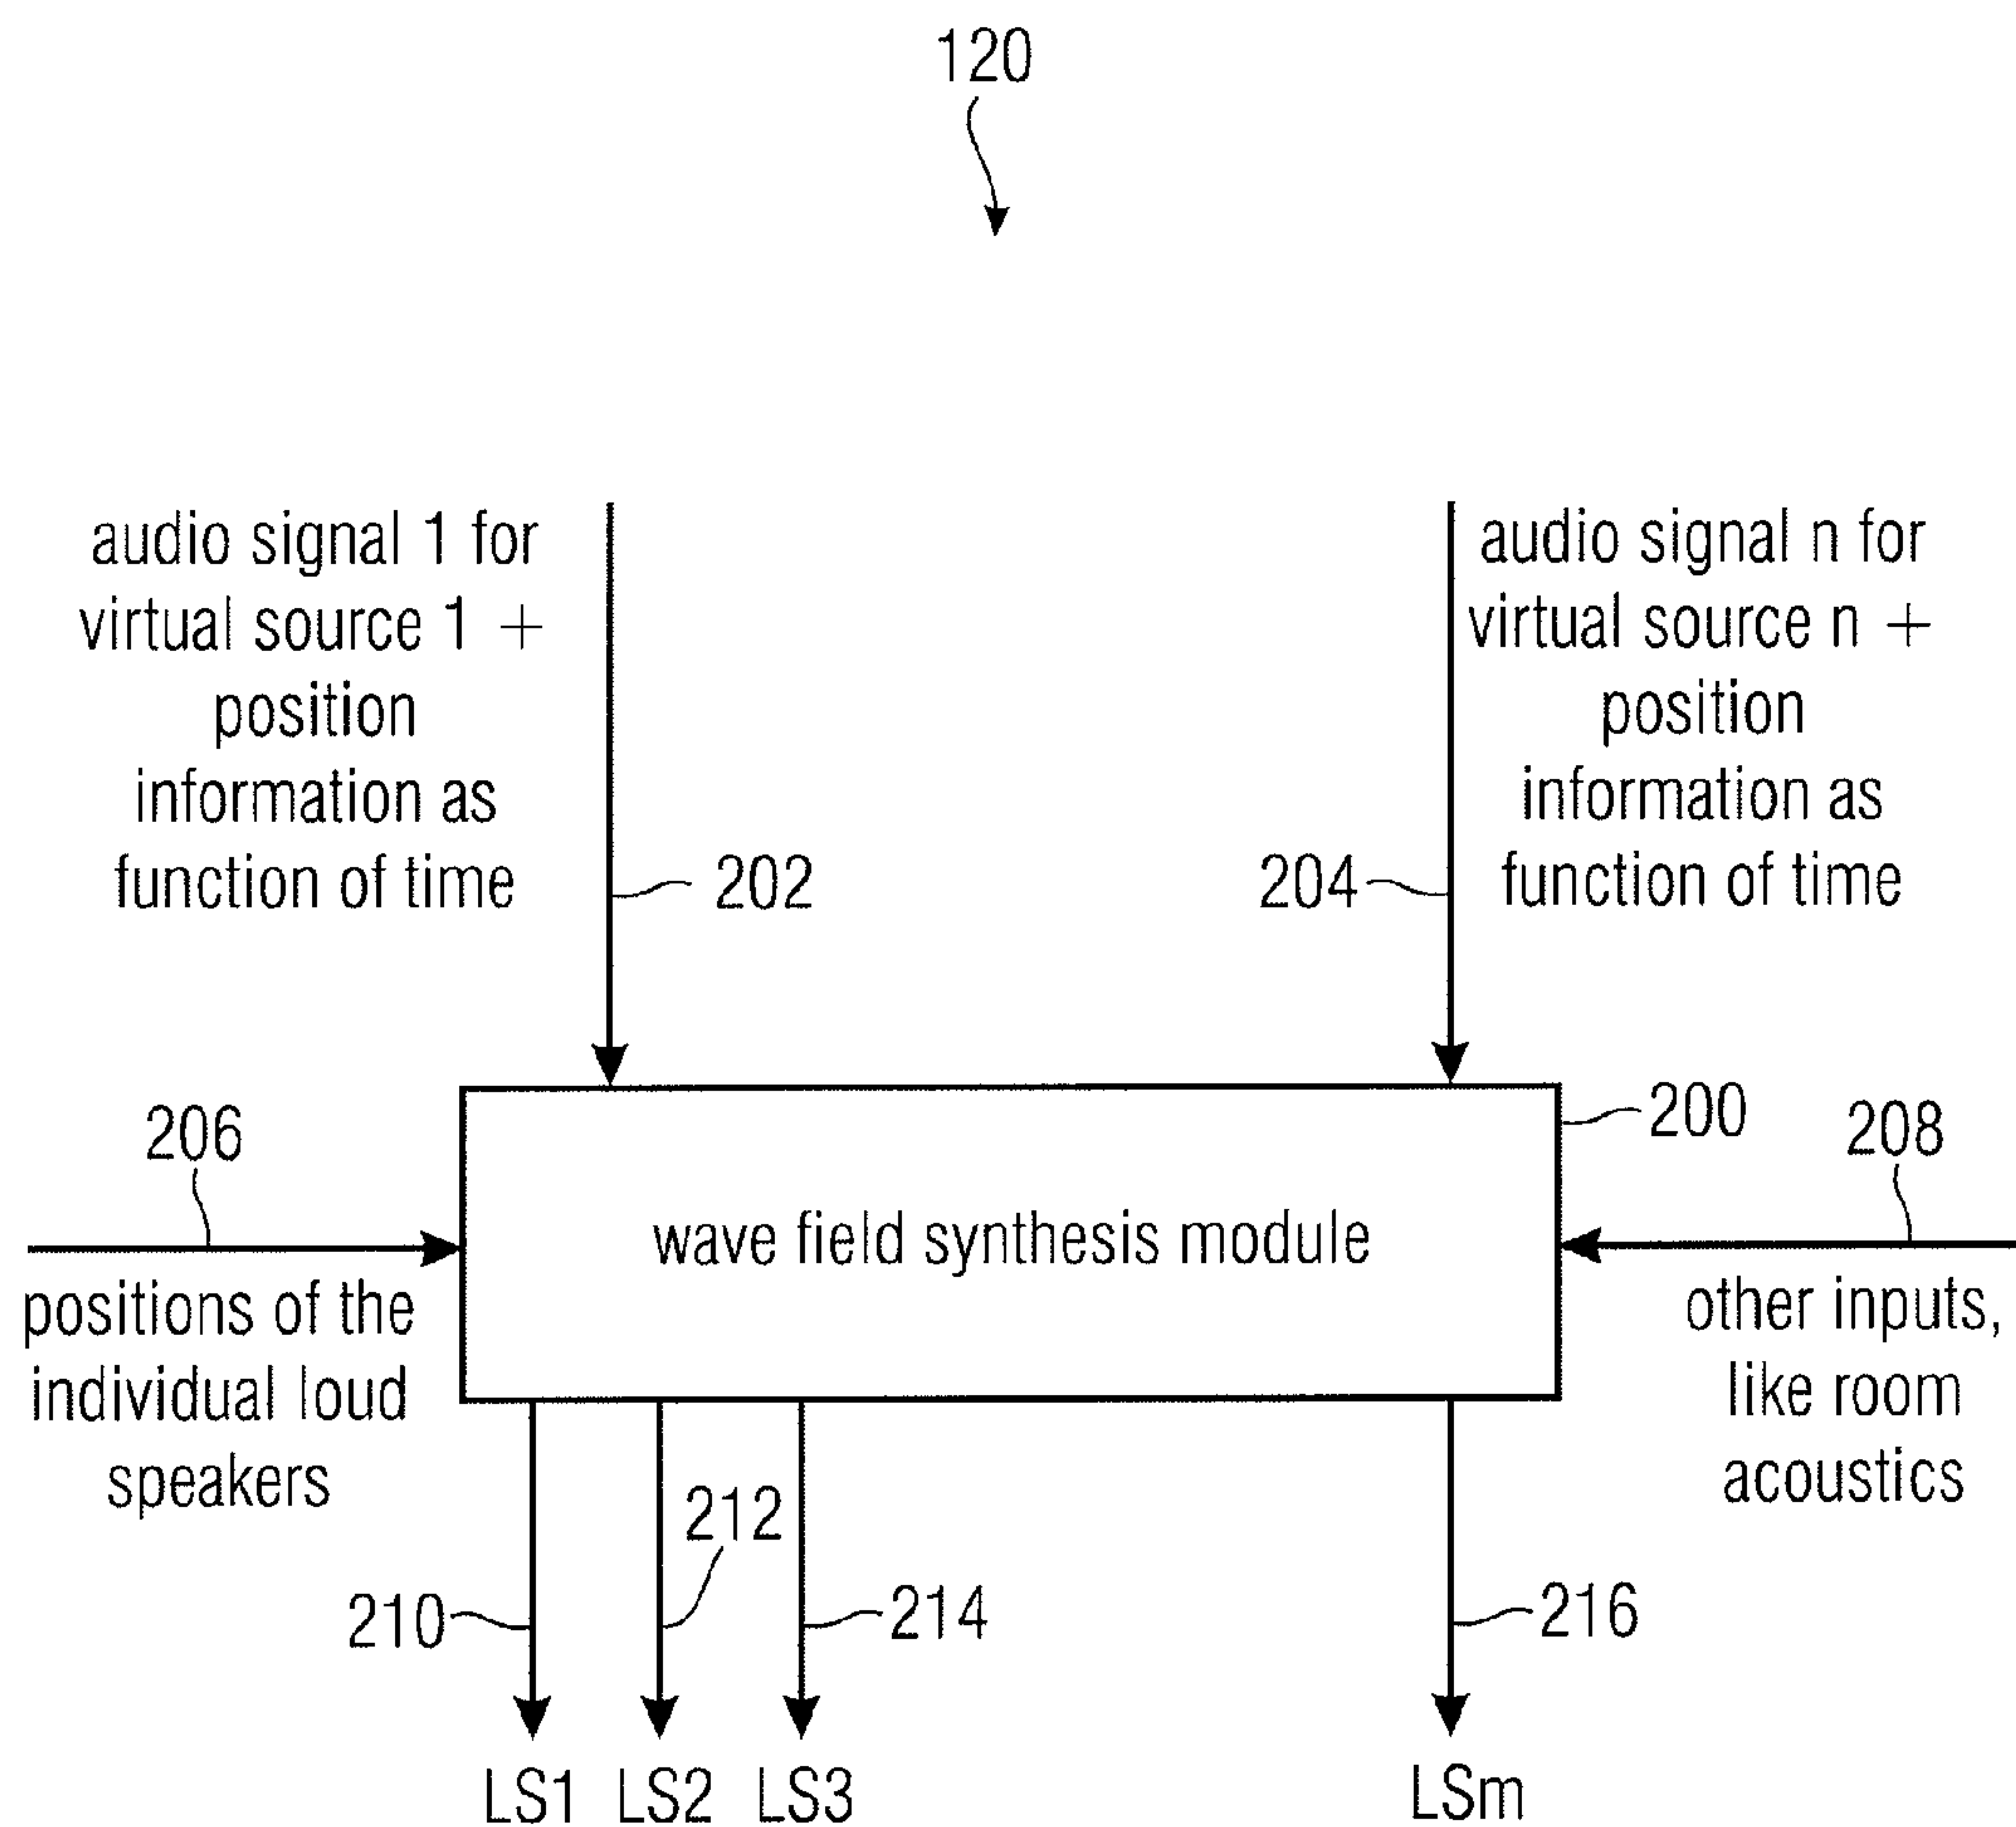 120
audio signal 1 for
virtual source 1 +
position
information as
function of time
202
204
audio signal n for
virtual source n +
position
information as
function of time
206
200
208
wave field synthesis module
positions of the
individual loud
speakers
other inputs,
like room
acoustics
210
212
214
216
LS1
LS2
LS3
LSm